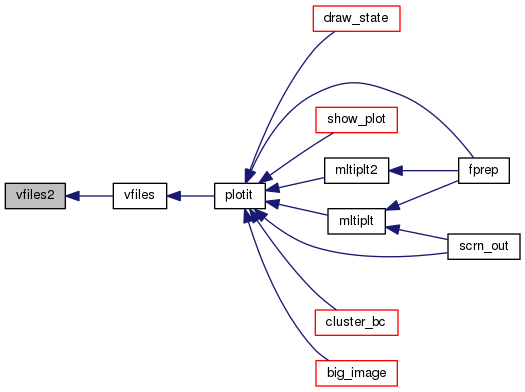 draw_state
show_plot
mltiplt2
fprep
vfiles2
vfiles
plotit
mltiplt
scrn_out
cluster_bc
big_image